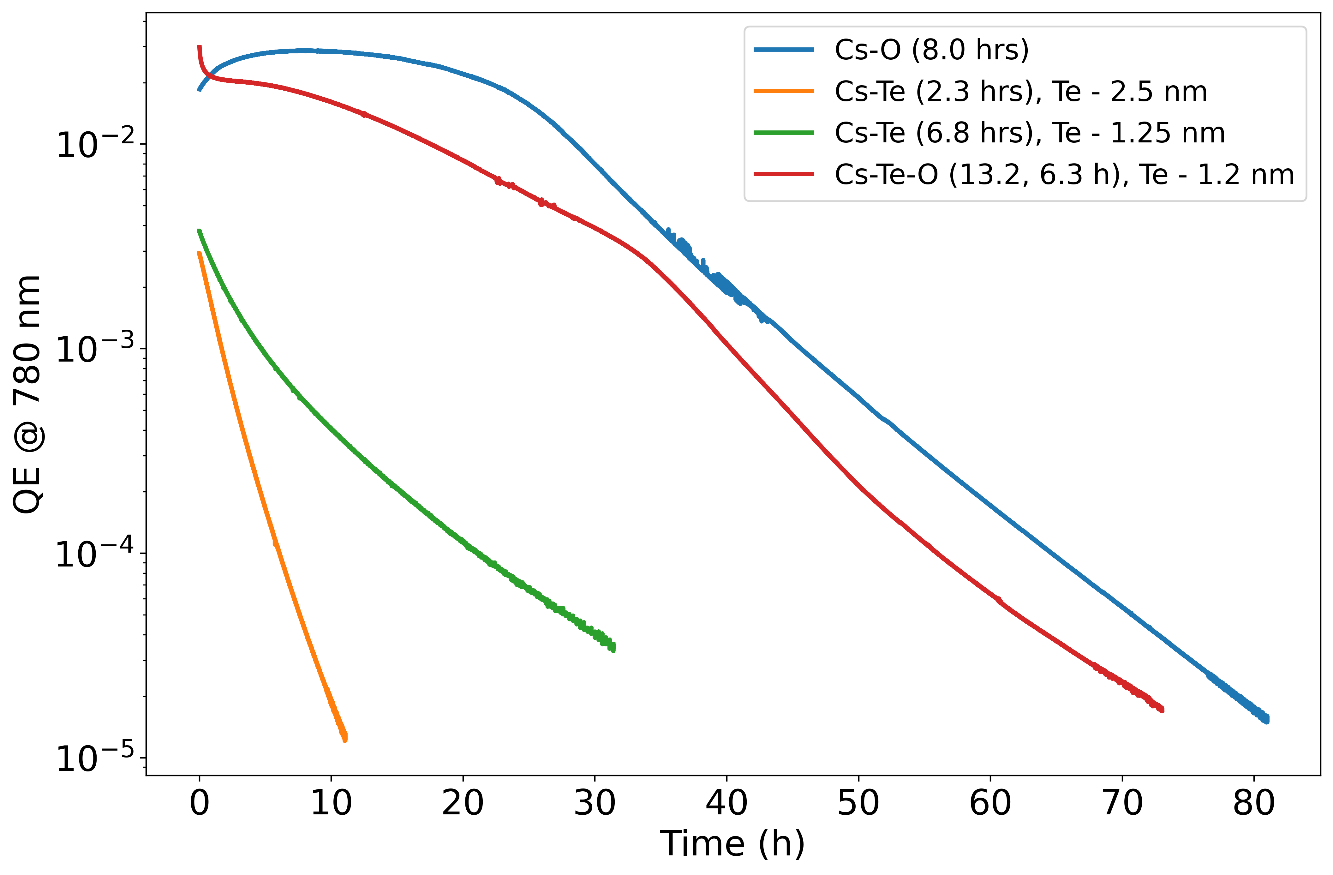 Cs-O (8.0 hrs)
Cs-Te (2.3 hrs), Te - 2.5 nm
Cs-Te (6.8 hrs), Te - 1.25 nm
Cs-Te-O (13.2, 6.3 h), Te - 1.2 nm
QE @ 780 nm
10⁻²
10⁻³
10⁻⁴
10⁻⁵
0 10 20 30 40 50 60 70 80
Time (h)